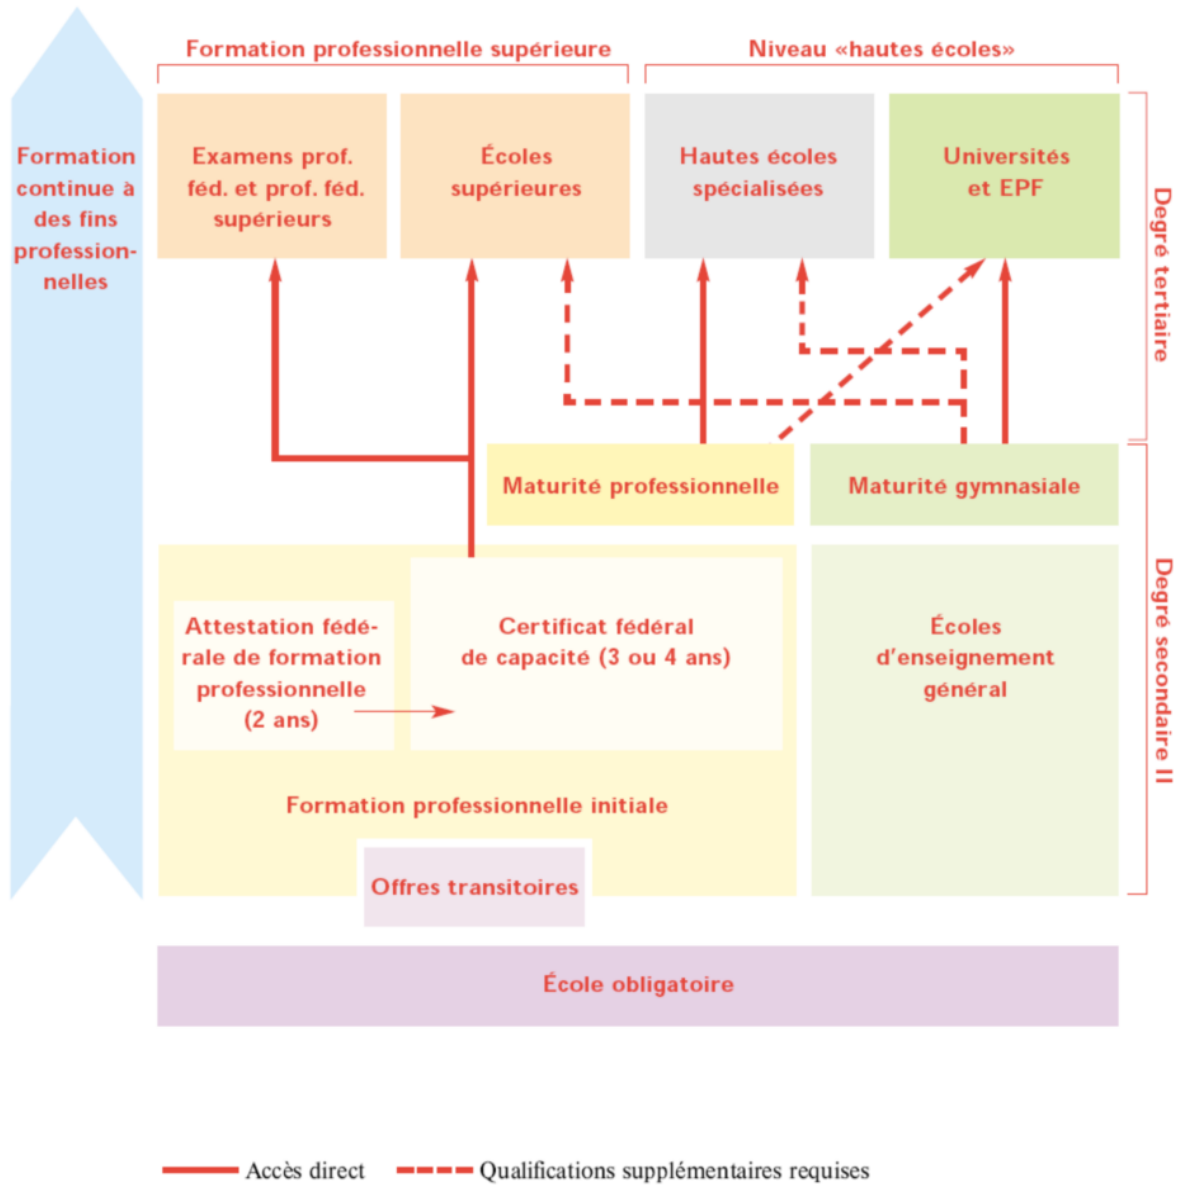 Formation professionnelle supérieure
Niveau «hautes écoles»
Formation
continue à
des fins
profession-
nelles
Examens prof.
féd. et prof. féd.
supérieurs
Écoles
supérieures
Hautes écoles
spécialisées
Universités
et EPF
Degré tertiaire
Maturité professionnelle
Maturité gymnasiale
Attestation fédé-
rale de formation
professionnelle
(2 ans)
Certificat fédéral
de capacité (3 ou 4 ans)
Écoles
d'enseignement
général
Degré secondaire II
Formation professionnelle initiale
Offres transitoires
École obligatoire
Accès direct
Qualifications supplémentaires requises